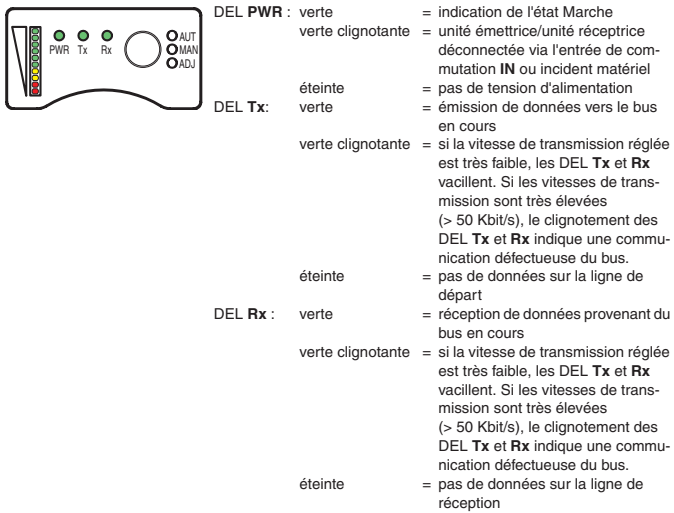 PWR Tx Rx AUT
MAN
ADJ
DEL PWR : verte = indication de l'état Marche
verte clignotante = unité émettrice/unité réceptrice
déconnectée via l'entrée de com-
mutation IN ou incident matériel
éteinte = pas de tension d'alimentation
DEL Tx: verte = émission de données vers le bus
en cours
verte clignotante = si la vitesse de transmission réglée
est très faible, les DEL Tx et Rx
vacillent. Si les vitesses de trans-
mission sont très élevées
(> 50 Kbit/s), le clignotement des
DEL Tx et Rx indique une commu-
nication défectueuse du bus.
éteinte = pas de données sur la ligne de
départ
DEL Rx : verte = réception de données provenant du
bus en cours
verte clignotante = si la vitesse de transmission réglée
est très faible, les DEL Tx et Rx
vacillent. Si les vitesses de trans-
mission sont très élevées
(> 50 Kbit/s), le clignotement des
DEL Tx et Rx indique une commu-
nication défectueuse du bus.
éteinte = pas de données sur la ligne de
réception